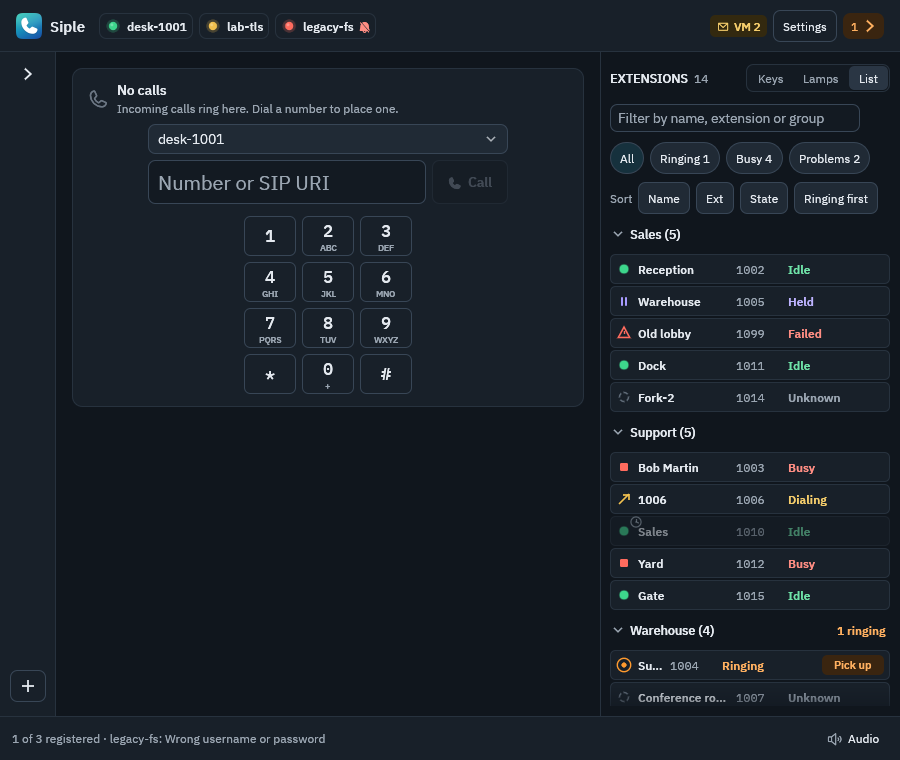 Siple desk-1001 lab-tls legacy-fs VM 2 Settings 1
No calls
Incoming calls ring here. Dial a number to place one.
desk-1001
Number or SIP URI Call
1 2 ABC 3 DEF
4 GHI 5 JKL 6 MNO
7 PQRS 8 TUV 9 WXYZ
* 0 + #
EXTENSIONS 14 Keys Lamps List
Filter by name, extension or group
All Ringing 1 Busy 4 Problems 2
Sort Name Ext State Ringing first
Sales (5)
Reception 1002 Idle
Warehouse 1005 Held
Old lobby 1099 Failed
Dock 1011 Idle
Fork-2 1014 Unknown
Support (5)
Bob Martin 1003 Busy
1006 1006 Dialing
Sales 1010 Idle
Yard 1012 Busy
Gate 1015 Idle
Warehouse (4) 1 ringing
Su... 1004 Ringing Pick up
Conference ro... 1007 Unknown
1 of 3 registered · legacy-fs: Wrong username or password Audio